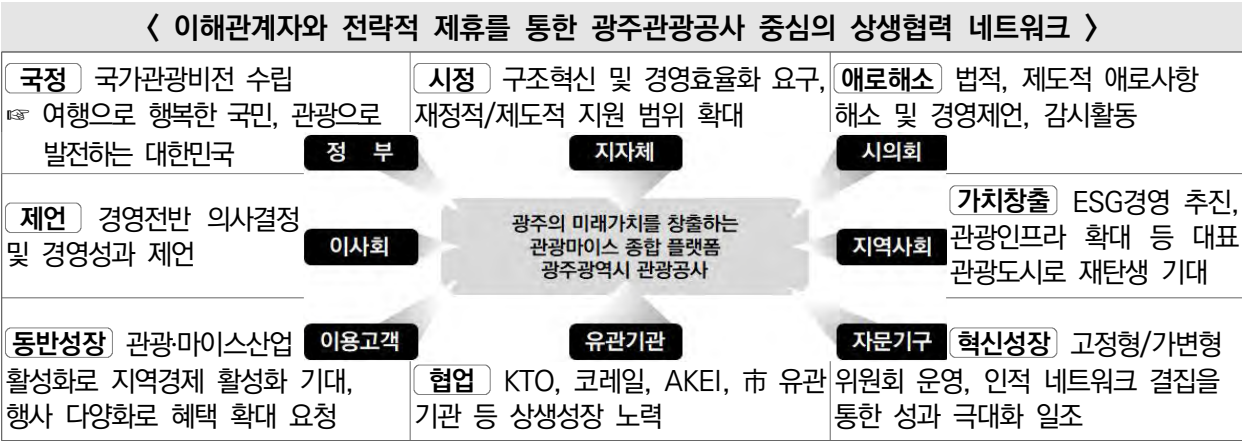 〈 이해관계자와 전략적 제휴를 통한 광주관광공사 중심의 상생협력 네트워크 〉
국정 국가관광비전 수립
☞ 여행으로 행복한 국민, 관광으로
발전하는 대한민국
정 부
시정 구조혁신 및 경영효율화 요구,
재정적/제도적 지원 범위 확대
지자체
애로해소 법적, 제도적 애로사항
해소 및 경영제언, 감시활동
시의회
제언 경영전반 의사결정
및 경영성과 제언
이사회
광주의 미래가치를 창출하는
관광마이스 종합 플랫폼
광주광역시 관광공사
지역사회
가치창출 ESG경영 추진,
관광인프라 확대 등 대표
관광도시로 재탄생 기대
동반성장 관광·마이스산업
활성화로 지역경제 활성화 기대,
행사 다양화로 혜택 확대 요청
이용고객
유관기관
협업 KTO, 코레일, AKEI, 市 유관
기관 등 상생성장 노력
자문기구
혁신성장 고정형/가변형
위원회 운영, 인적 네트워크 결집을
통한 성과 극대화 일조